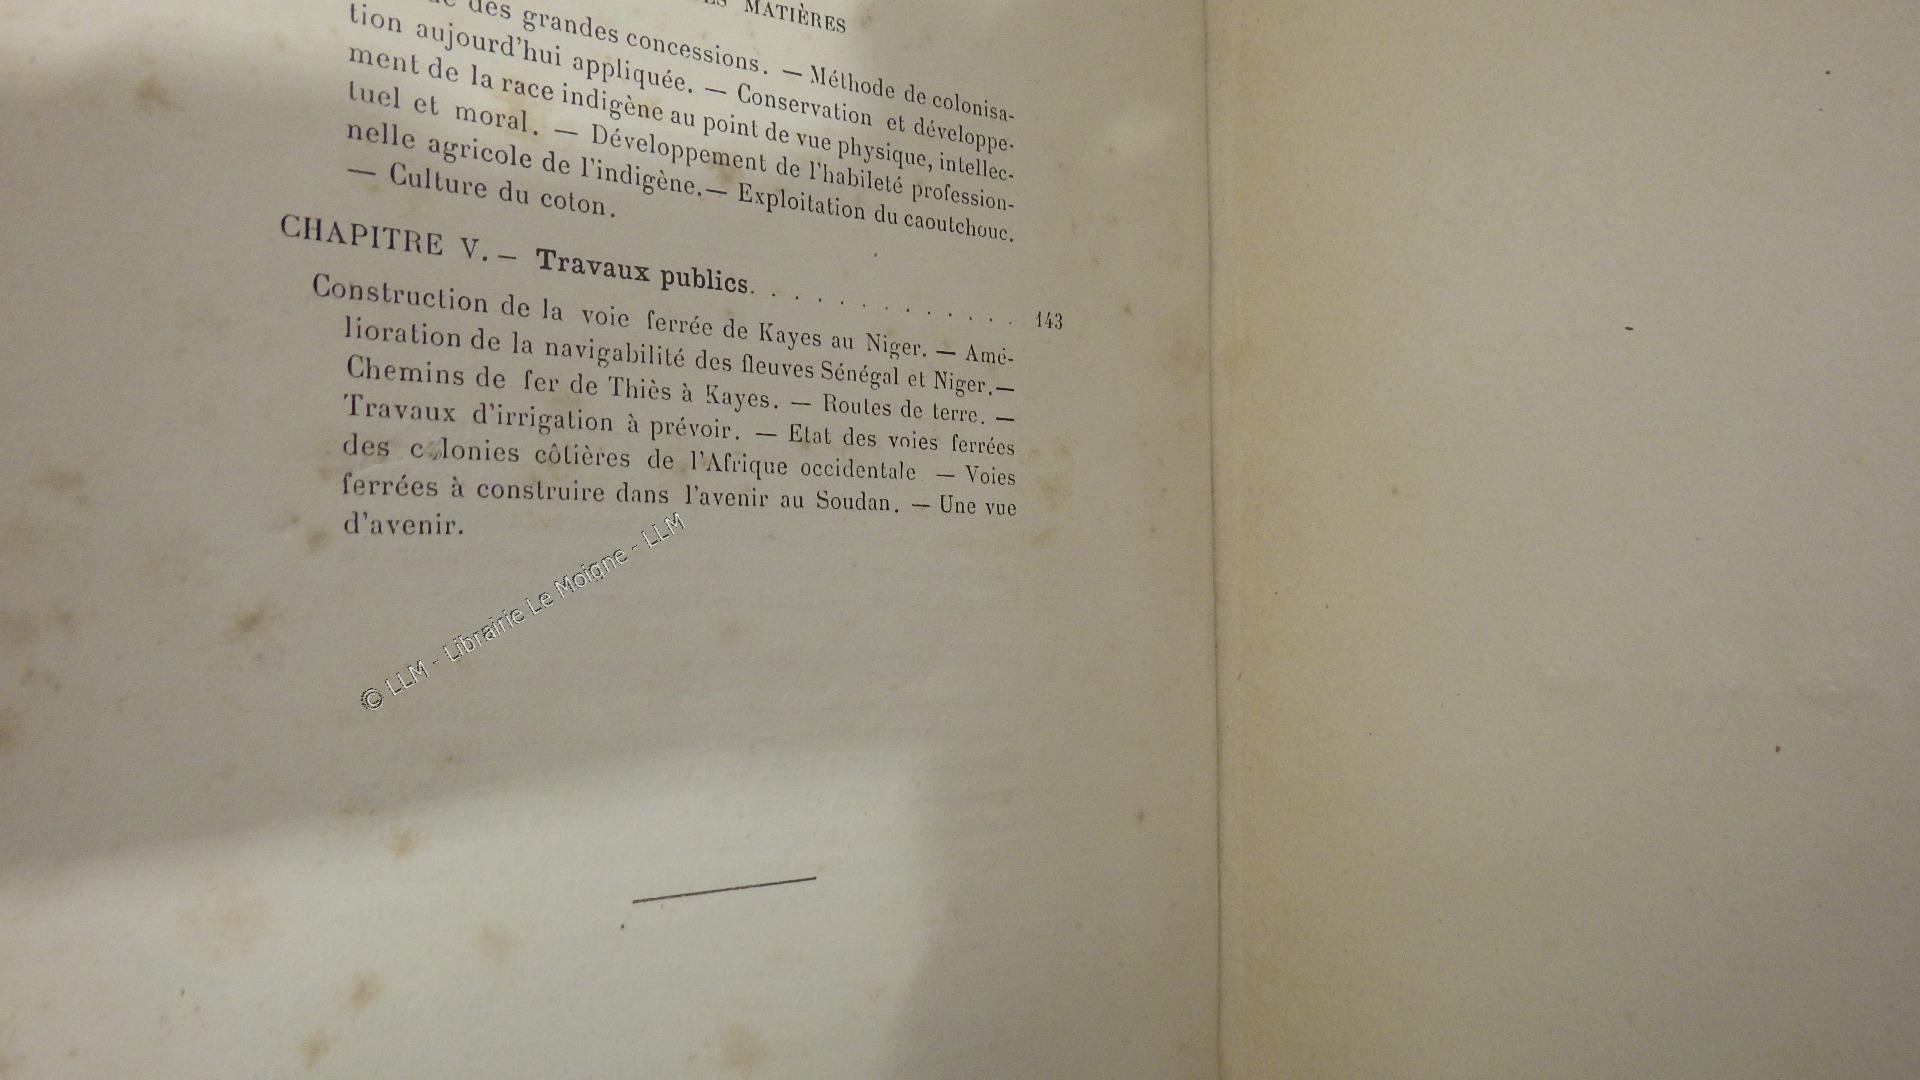 MATIÈRES
des grandes concessions. — Méthode de colonisa-
tion aujourd'hui appliquée. — Conservation et développe-
ment de la race indigène au point de vue physique, intellec-
tuel et moral. — Développement de l'habileté profession-
nelle agricole de l'indigène. — Exploitation du caoutchouc.
— Culture du coton.
CHAPITRE V. — Travaux publics. . . . . . . . . . . . 143
Construction de la voie ferrée de Kayes au Niger. — Amé-
lioration de la navigabilité des fleuves Sénégal et Niger. —
Chemins de fer de Thiès à Kayes. — Routes de terre. —
Travaux d'irrigation à prévoir. — Etat des voies ferrées
des colonies côtières de l'Afrique occidentale — Voies
ferrées à construire dans l'avenir au Soudan. — Une vue
d'avenir.
© LLM - Librairie Le Moigne - LLM